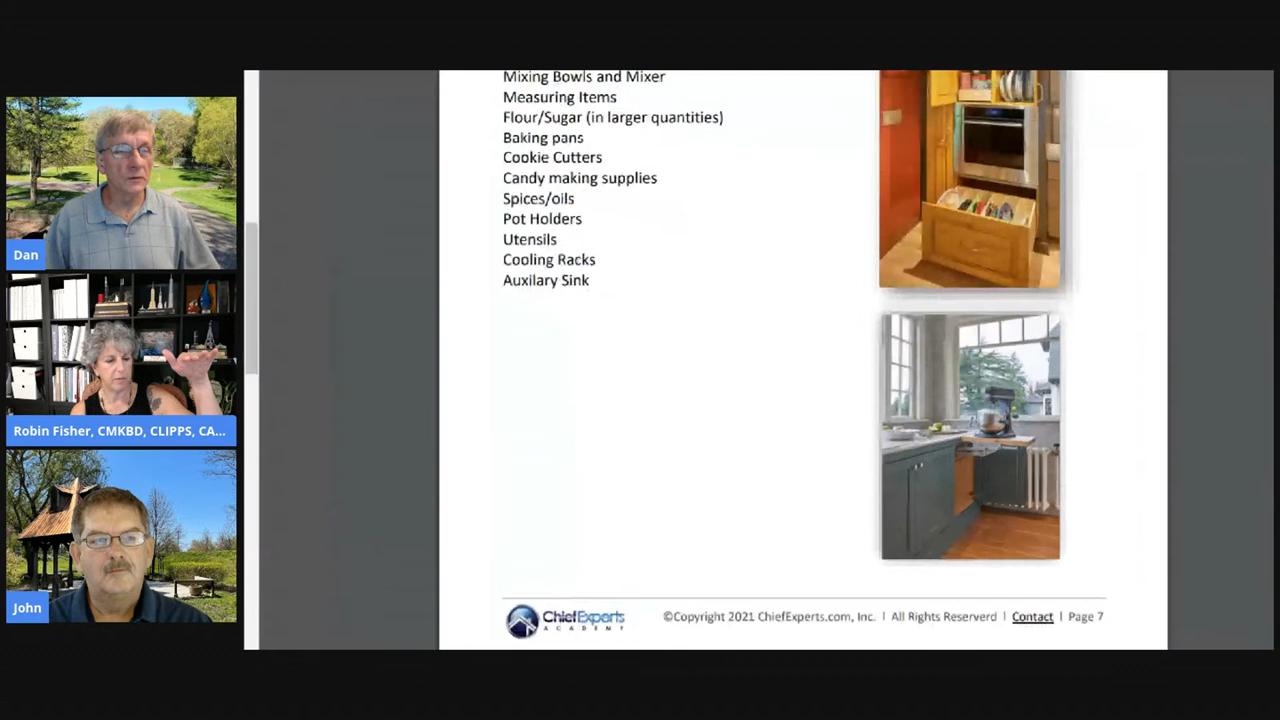 Mixing Bowls and Mixer
Measuring Items
Flour/Sugar (in larger quantities)
Baking pans
Cookie Cutters
Candy making supplies
Spices/oils
Pot Holders
Utensils
Cooling Racks
Auxilary Sink
Dan
Robin Fisher, CMKBD, CLIPPS, CA...
John
ChiefExperts
ACADEMY
©Copyright 2021 ChiefExperts.com, Inc. | All Rights Reserverd | Contact | Page 7